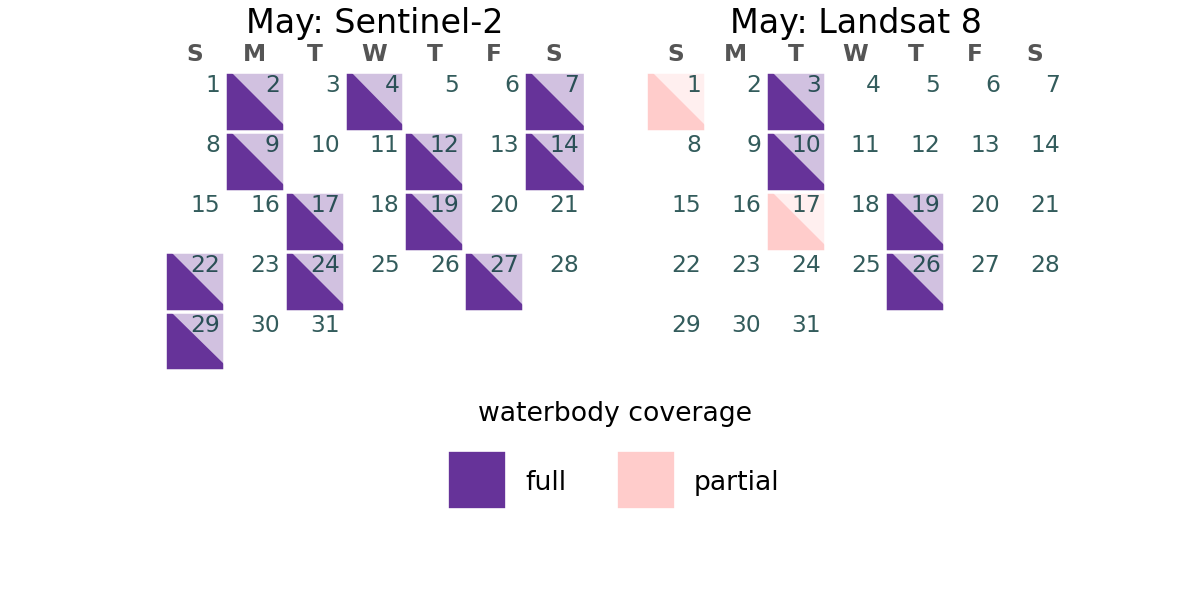 May: Sentinel-2
S M T W T F S
1 2 3 4 5 6 7
8 9 10 11 12 13 14
15 16 17 18 19 20 21
22 23 24 25 26 27 28
29 30 31
May: Landsat 8
S M T W T F S
1 2 3 4 5 6 7
8 9 10 11 12 13 14
15 16 17 18 19 20 21
22 23 24 25 26 27 28
29 30 31
waterbody coverage
full
partial